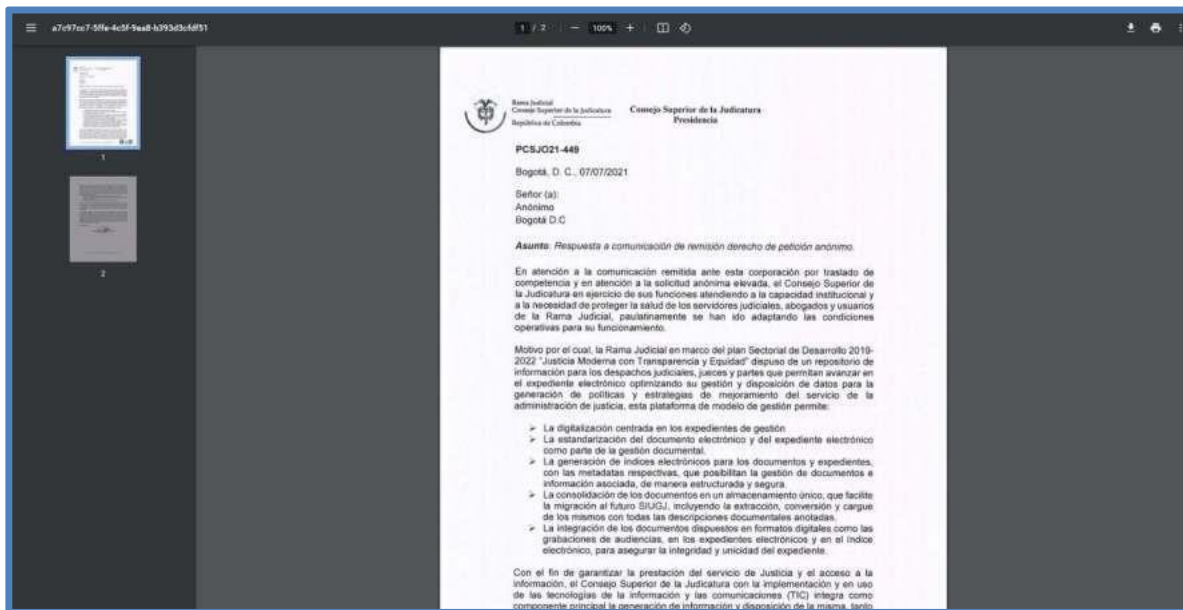 a7c97cc7-5ffe-4c5f-9ea8-b393d3cfdf51
1 / 2
100%
1
2
Rama Judicial
Consejo Superior de la Judicatura
República de Colombia
Consejo Superior de la Judicatura
Presidencia
PCSJO21-449
Bogotá, D. C., 07/07/2021
Señor (a):
Anónimo
Bogotá D.C
Asunto: Respuesta a comunicación de remisión derecho de petición anónimo.
En atención a la comunicación remitida ante esta corporación por traslado de
competencia y en atención a la solicitud anónima elevada, el Consejo Superior de
la Judicatura en ejercicio de sus funciones atendiendo a la capacidad institucional y
a la necesidad de proteger la salud de los servidores judiciales, abogados y usuarios
de la Rama Judicial, paulatinamente se han ido adaptando las condiciones
operativas para su funcionamiento.
Motivo por el cual, la Rama Judicial en marco del plan Sectorial de Desarrollo 2019-
2022 "Justicia Moderna con Transparencia y Equidad" dispuso de un repositorio de
información para los despachos judiciales, jueces y partes que permitan avanzar en
el expediente electrónico optimizando su gestión y disposición de datos para la
generación de políticas y estrategias de mejoramiento del servicio de la
administración de justicia, esta plataforma de modelo de gestión permite:
➢ La digitalización centrada en los expedientes de gestión
➢ La estandarización del documento electrónico y del expediente electrónico
como parte de la gestión documental.
➢ La generación de índices electrónicos para los documentos y expedientes,
con las metadatas respectivas, que posibilitan la gestión de documentos e
información asociada, de manera estructurada y segura.
➢ La consolidación de los documentos en un almacenamiento único, que facilite
la migración al futuro SIUGJ, incluyendo la extracción, conversión y cargue
de los mismos con todas las descripciones documentales anotadas.
➢ La integración de los documentos dispuestos en formatos digitales como las
grabaciones de audiencias, en los expedientes electrónicos y en el índice
electrónico, para asegurar la integridad y unicidad del expediente.
Con el fin de garantizar la prestación del servicio de Justicia y el acceso a la
información, el Consejo Superior de la Judicatura con la implementación y en uso
de las tecnologías de la información y las comunicaciones (TIC) integra como
componente principal la generación de información y disposición de la misma, tanto